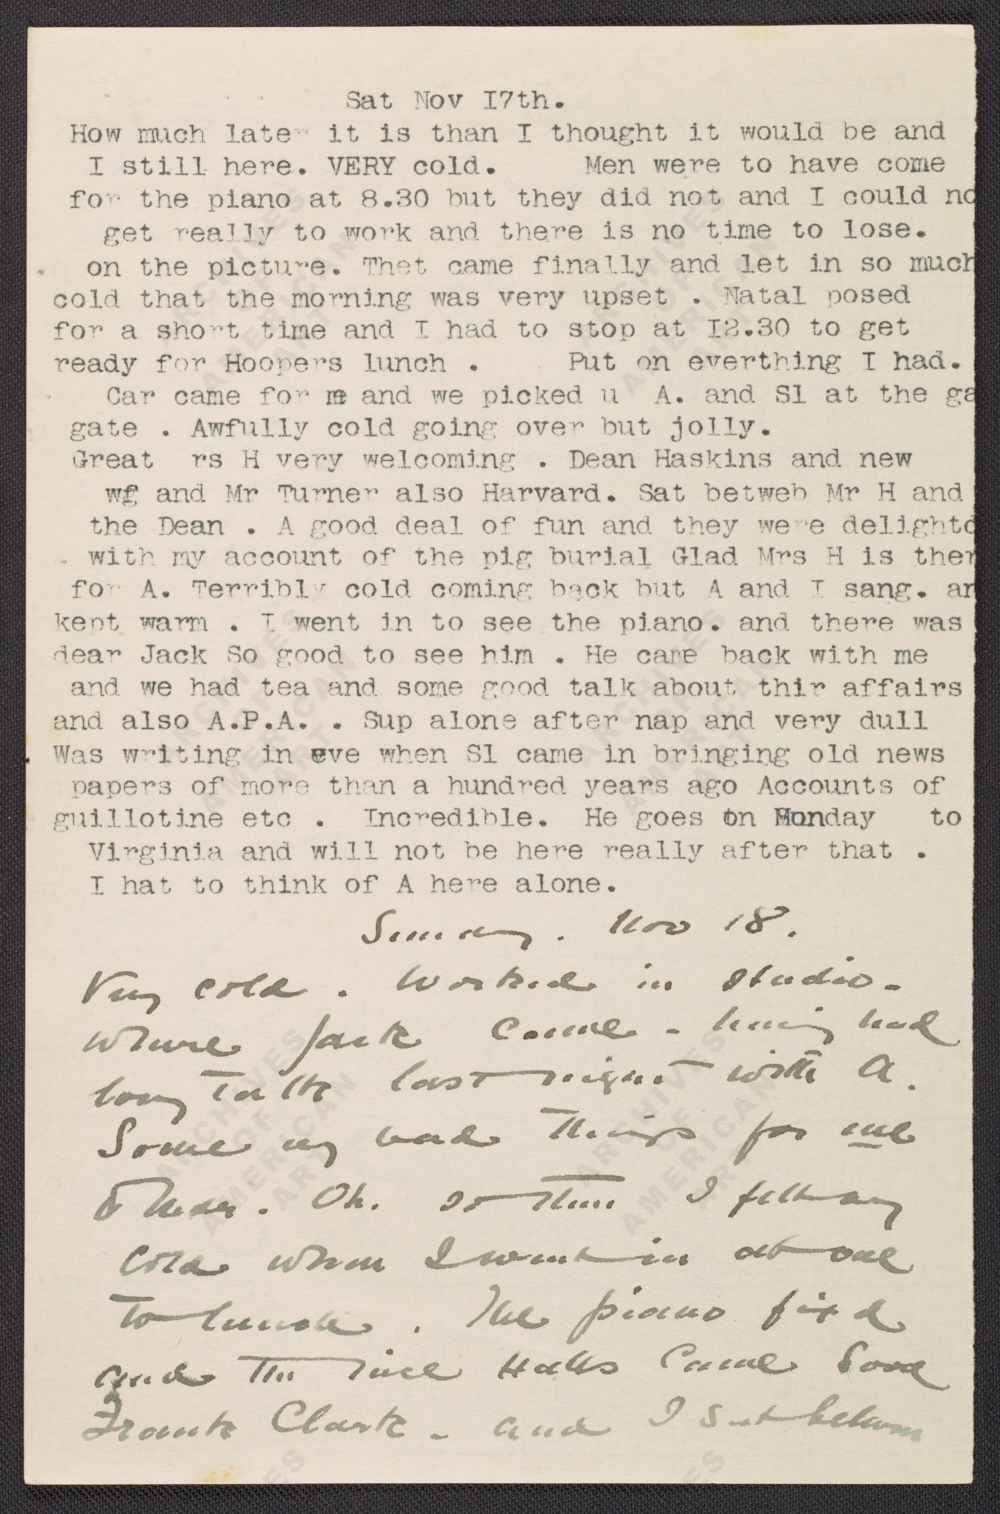 Sat Nov I7th.
How much later it is than I thought it would be and
I still here. VERY cold. Men were to have come
for the piano at 8.30 but they did not and I could no
get really to work and there is no time to lose.
on the picture. Thet came finally and let in so much
cold that the morning was very upset . Natal posed
for a short time and I had to stop at I2.30 to get
ready for Hoopers lunch . Put on everthing I had.
Car came for me and we picked u A. and Sl at the ga
gate . Awfully cold going over but jolly.
Great rs H very welcoming . Dean Haskins and new
wf and Mr Turner also Harvard. Sat betweb Mr H and
the Dean . A good deal of fun and they were delightd
with my account of the pig burial Glad Mrs H is ther
for A. Terribly cold coming back but A and I sang. an
kept warm . I went in to see the piano. and there was
dear Jack So good to see him . He came back with me
and we had tea and some good talk about thir affairs
and also A.P.A. . Sup alone after nap and very dull
Was writing in eve when Sl came in bringing old news
papers of more than a hundred years ago Accounts of
guillotine etc . Incredible. He goes on Monday to
Virginia and will not be here really after that .
I hat to think of A here alone.
Sunday. Nov 18.
Very cold. Worked in studio -
where Jack came - having had
long talk last night with A.
Some very bad things for me
to hear. Oh. so then I felt very
cold when I went in at one
to lunch. The piano fixd
and the nice Halls came
Frank Clark - and I sat between